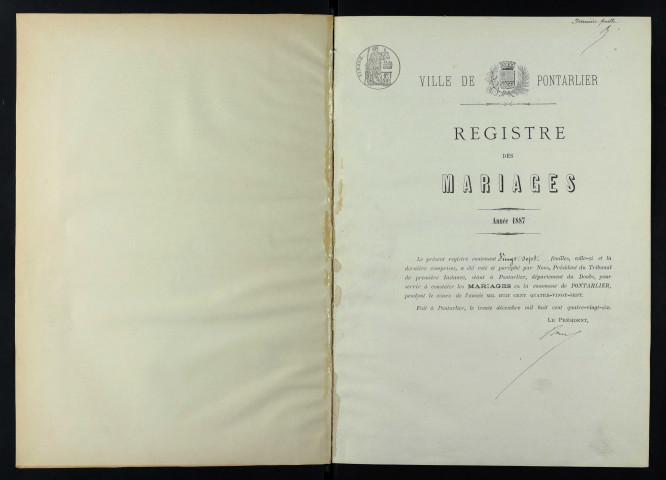 Première feuille
VILLE DE PONTARLIER
REGISTRE
DES
MARIAGES
Année 1887
Le présent registre contenant Vingt-sept feuilles, celle-ci et la
dernière comprises, a été coté et paraphé par Nous, Président du Tribunal
de première Instance, séant à Pontarlier, département du Doubs, pour
servir à constater les MARIAGES en la commune de PONTARLIER,
pendant le cours de l'année MIL HUIT CENT QUATRE-VINGT-SEPT.
Fait à Pontarlier, le trente décembre mil huit cent quatre-vingt-six.
LE PRÉSIDENT,